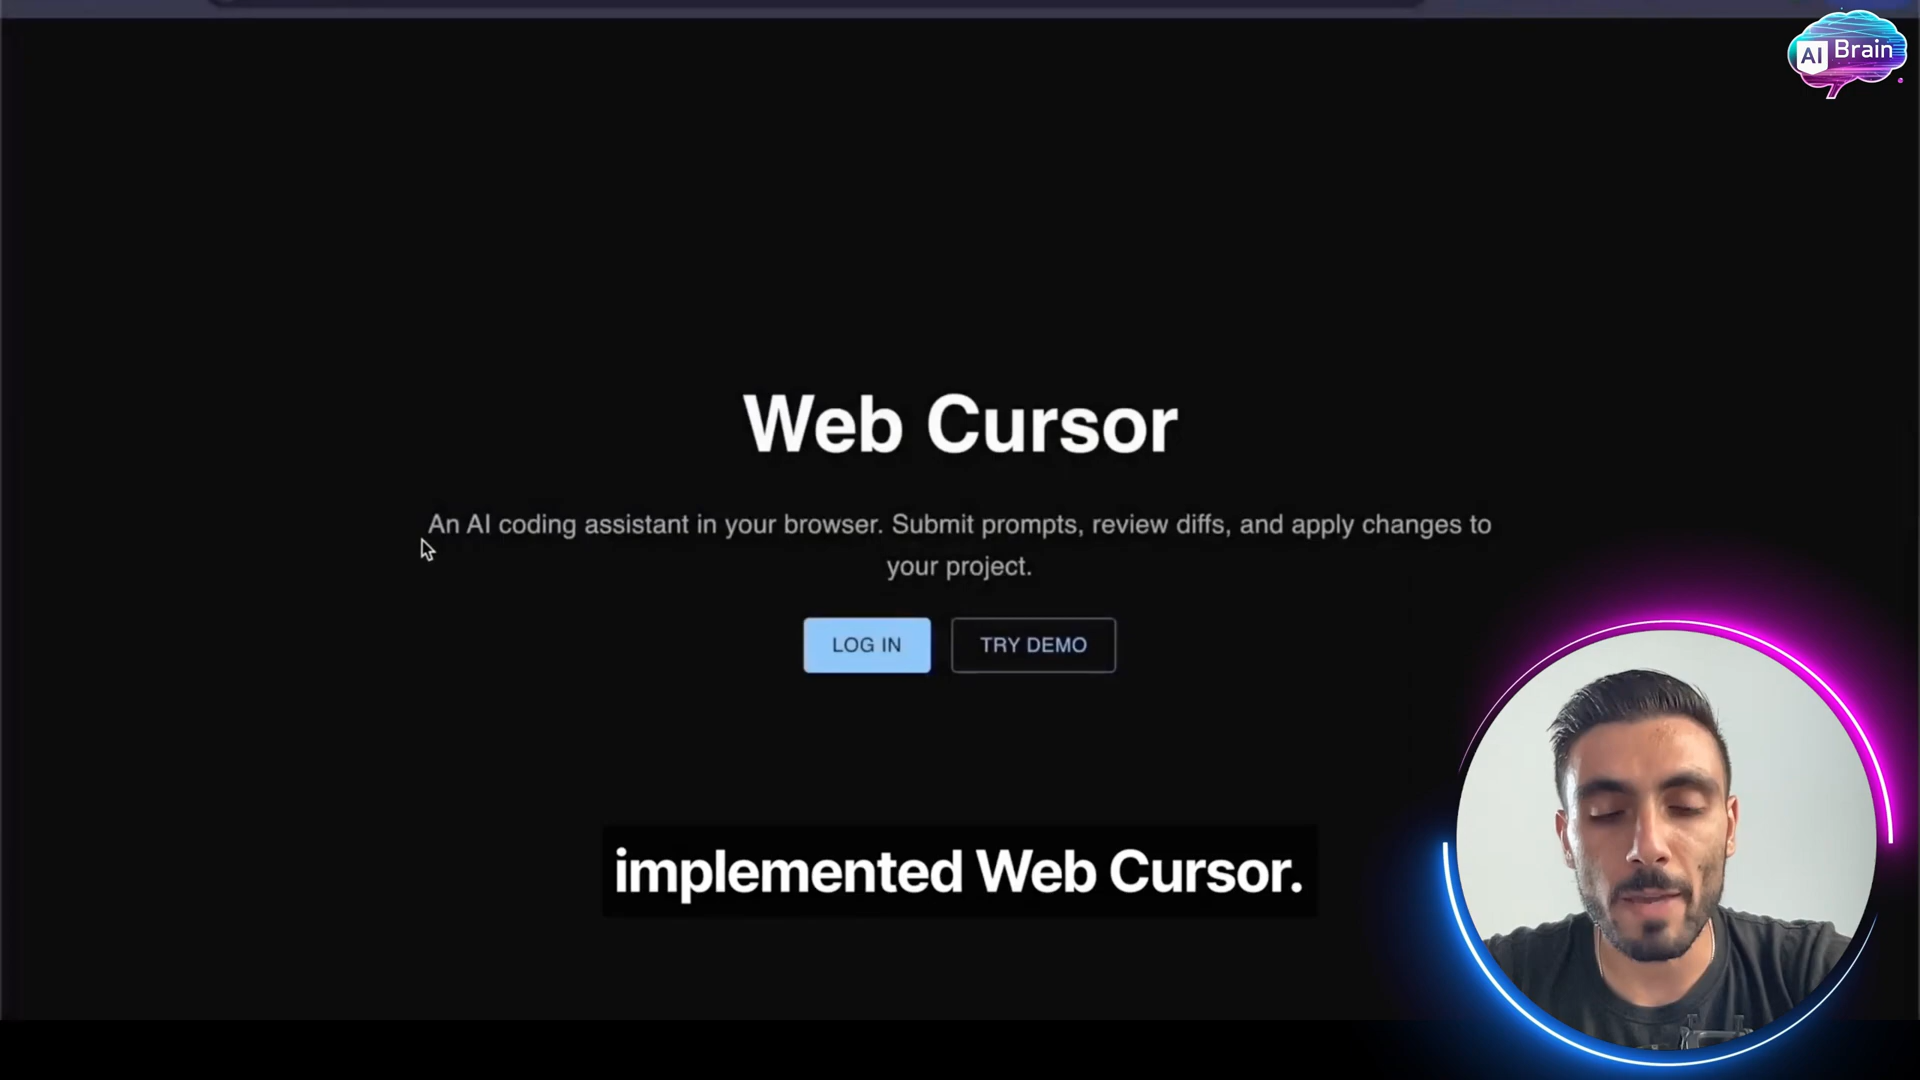 AI Brain
Web Cursor
An AI coding assistant in your browser. Submit prompts, review diffs, and apply changes to
your project.
LOG IN
TRY DEMO
implemented Web Cursor.